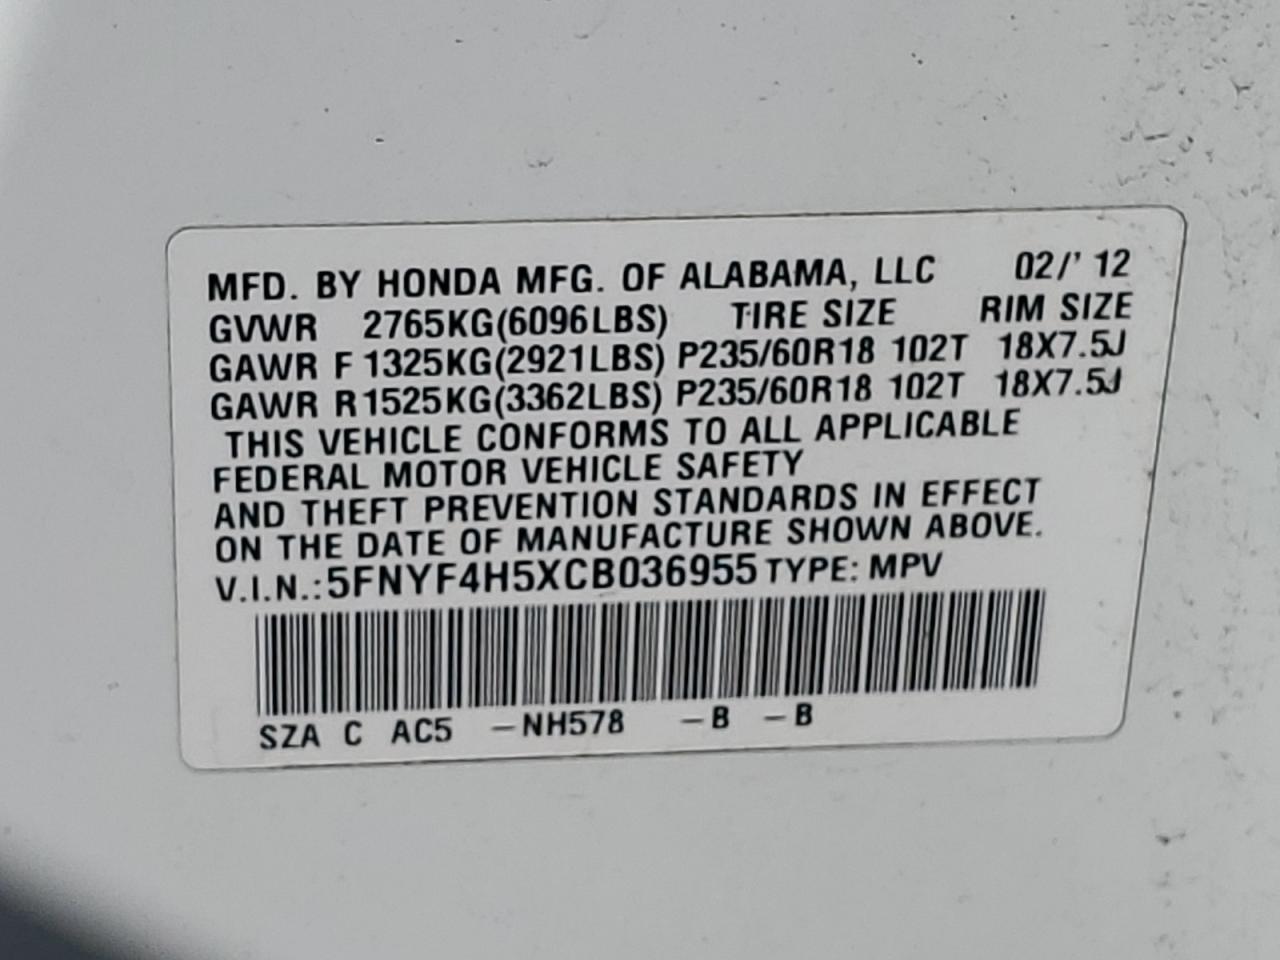 MFD. BY HONDA MFG. OF ALABAMA, LLC 02/' 12
GVWR 2765KG(6096LBS) TIRE SIZE RIM SIZE
GAWR F 1325KG(2921LBS) P235/60R18 102T 18X7.5J
GAWR R 1525KG(3362LBS) P235/60R18 102T 18X7.5J
THIS VEHICLE CONFORMS TO ALL APPLICABLE
FEDERAL MOTOR VEHICLE SAFETY
AND THEFT PREVENTION STANDARDS IN EFFECT
ON THE DATE OF MANUFACTURE SHOWN ABOVE.
V.I.N.: 5FNYF4H5XCB036955 TYPE: MPV
SZA C AC5 –NH578 –B –B